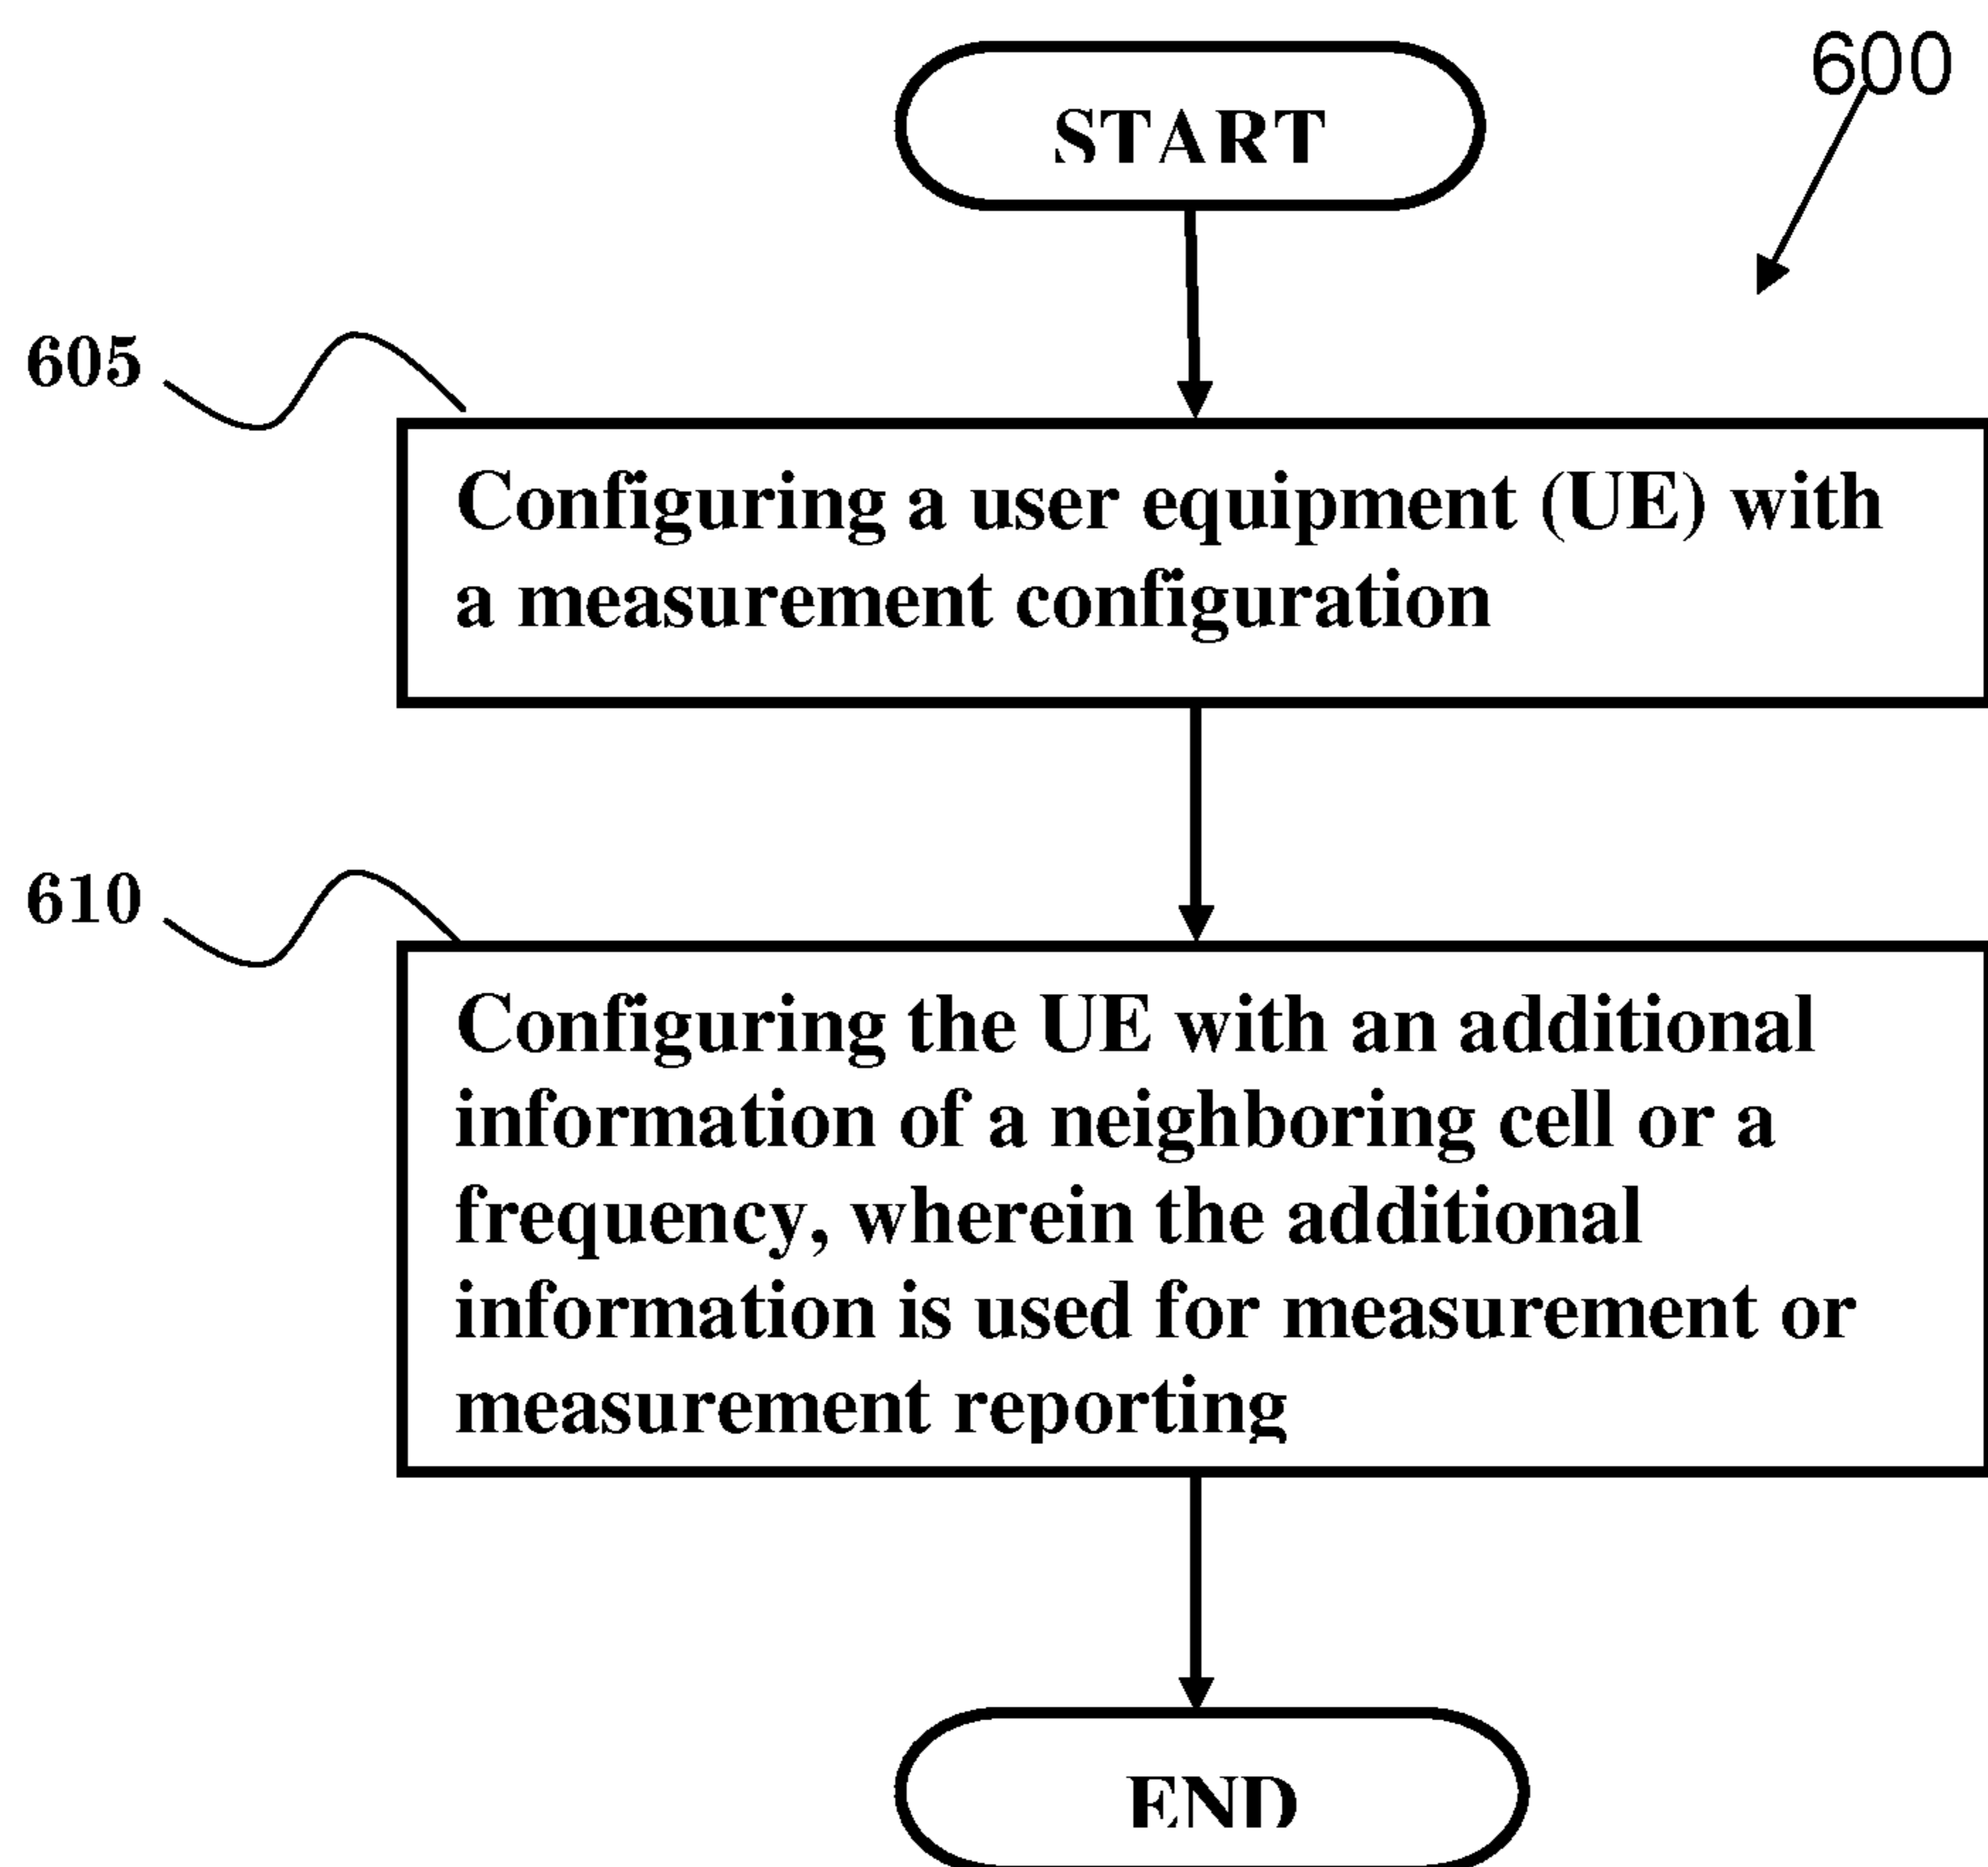 START
600
605
Configuring a user equipment (UE) with
a measurement configuration
610
Configuring the UE with an additional
information of a neighboring cell or a
frequency, wherein the additional
information is used for measurement or
measurement reporting
END